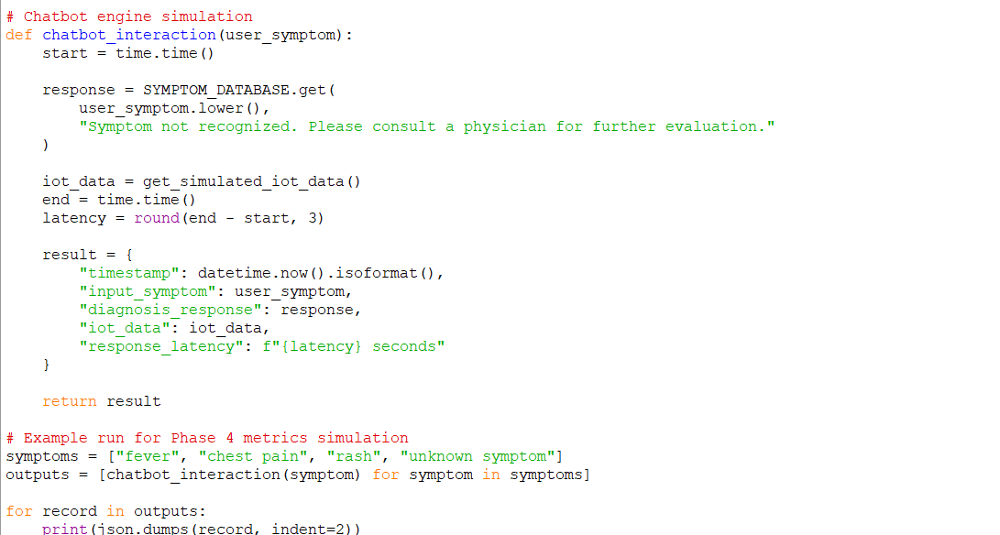 # Chatbot engine simulation
def chatbot_interaction(user_symptom):
    start = time.time()

    response = SYMPTOM_DATABASE.get(
        user_symptom.lower(),
        "Symptom not recognized. Please consult a physician for further evaluation."
    )

    iot_data = get_simulated_iot_data()
    end = time.time()
    latency = round(end - start, 3)

    result = {
        "timestamp": datetime.now().isoformat(),
        "input_symptom": user_symptom,
        "diagnosis_response": response,
        "iot_data": iot_data,
        "response_latency": f"{latency} seconds"
    }

    return result

# Example run for Phase 4 metrics simulation
symptoms = ["fever", "chest pain", "rash", "unknown symptom"]
outputs = [chatbot_interaction(symptom) for symptom in symptoms]

for record in outputs:
    print(json.dumps(record, indent=2))